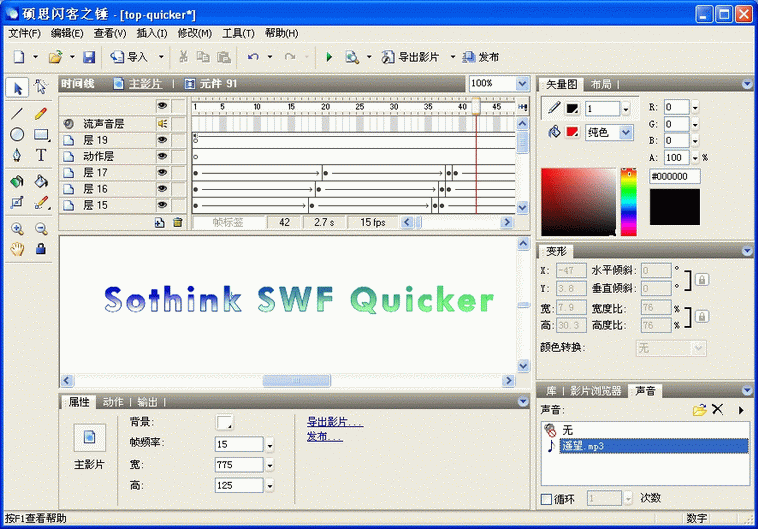 硕思闪客之锤 - [top-quicker*]
文件(F) 编辑(E) 查看(V) 插入(I) 修改(M) 工具(T) 帮助(H)
导入 导出影片 发布
时间线 主影片 | 元件 91 100%
1 5 10 15 20 25 30 35 40 45
流声音层
层 19
动作层
层 17
层 16
层 15
帧标签 42 2.7 s 15 fps
Sothink SWF Quicker
属性 动作 | 输出 |
主影片
背景:
帧频率: 15
宽: 775
高: 125
导出影片...
发布...
矢量图 布局 |
1
纯色
R: 0
G: 0
B: 0
A: 100 %
#000000
变形
X: -47 水平倾斜: 0 °
Y: 3.8 垂直倾斜: 0 °
宽: 7.9 宽度比: 76 %
高: 30.3 高度比: 76 %
颜色转换: 无
库 | 影片浏览器 声音
声音:
无
遥望.mp3
循环 1 次数
按F1查看帮助 数字